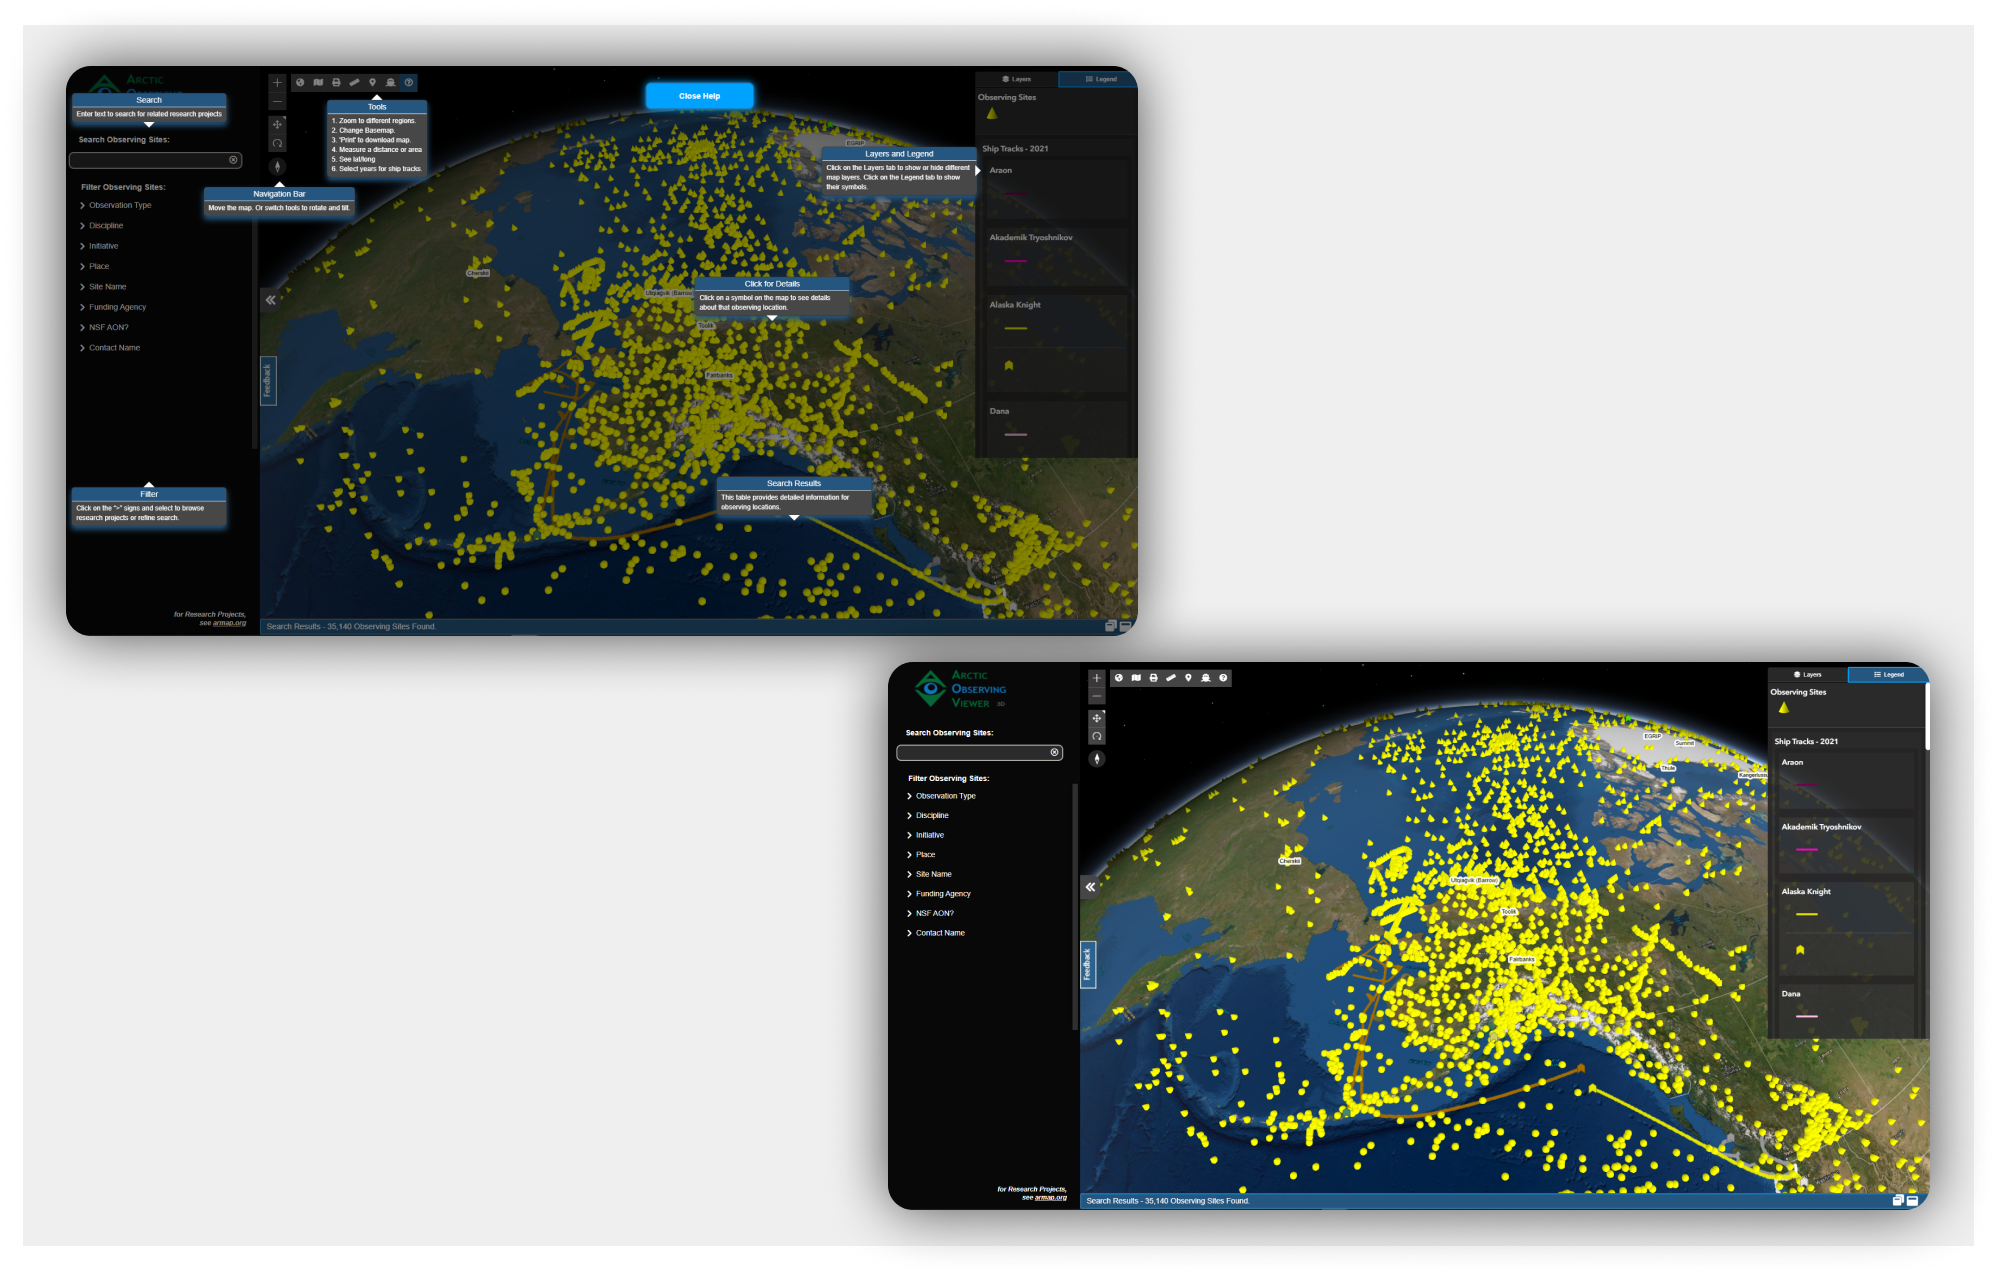 ARCTIC
Search
Enter text to search for related research projects
Search Observing Sites:
Filter Observing Sites:
Observation Type
Discipline
Initiative
Place
Site Name
Funding Agency
NSF AON?
Contact Name
Filter
Click on the ">" signs and select to browse
research projects or refine search.
for Research Projects,
see armap.org
Tools
1. Zoom to different regions.
2. Change Basemap.
3. 'Print' to download map.
4. Measure a distance or area
5. See lat/long
6. Select years for ship tracks.
Navigation Bar
Move the map. Or switch tools to rotate and tilt.
Feedback
Close Help
EGRIP
Layers and Legend
Click on the Layers tab to show or hide different
map layers. Click on the Legend tab to show
their symbols.
Cherskii
Utqiagvik (Barrow)
Click for Details
Click on a symbol on the map to see details
about that observing location.
Toolik
Fairbanks
Search Results
This table provides detailed information for
observing locations.
Layers
Legend
Observing Sites
Ship Tracks - 2021
Araon
Akademik Tryoshnikov
Alaska Knight
Dana
Search Results - 35,140 Observing Sites Found.
ARCTIC
OBSERVING
VIEWER 3D
Search Observing Sites:
Filter Observing Sites:
Observation Type
Discipline
Initiative
Place
Site Name
Funding Agency
NSF AON?
Contact Name
for Research Projects,
see armap.org
Feedback
EGRIP
Summit
Thule
Cherskii
Utqiagvik (Barrow)
Toolik
Fairbanks
Layers
Legend
Observing Sites
Ship Tracks - 2021
Araon
Akademik Tryoshnikov
Alaska Knight
Dana
Search Results - 35,140 Observing Sites Found.